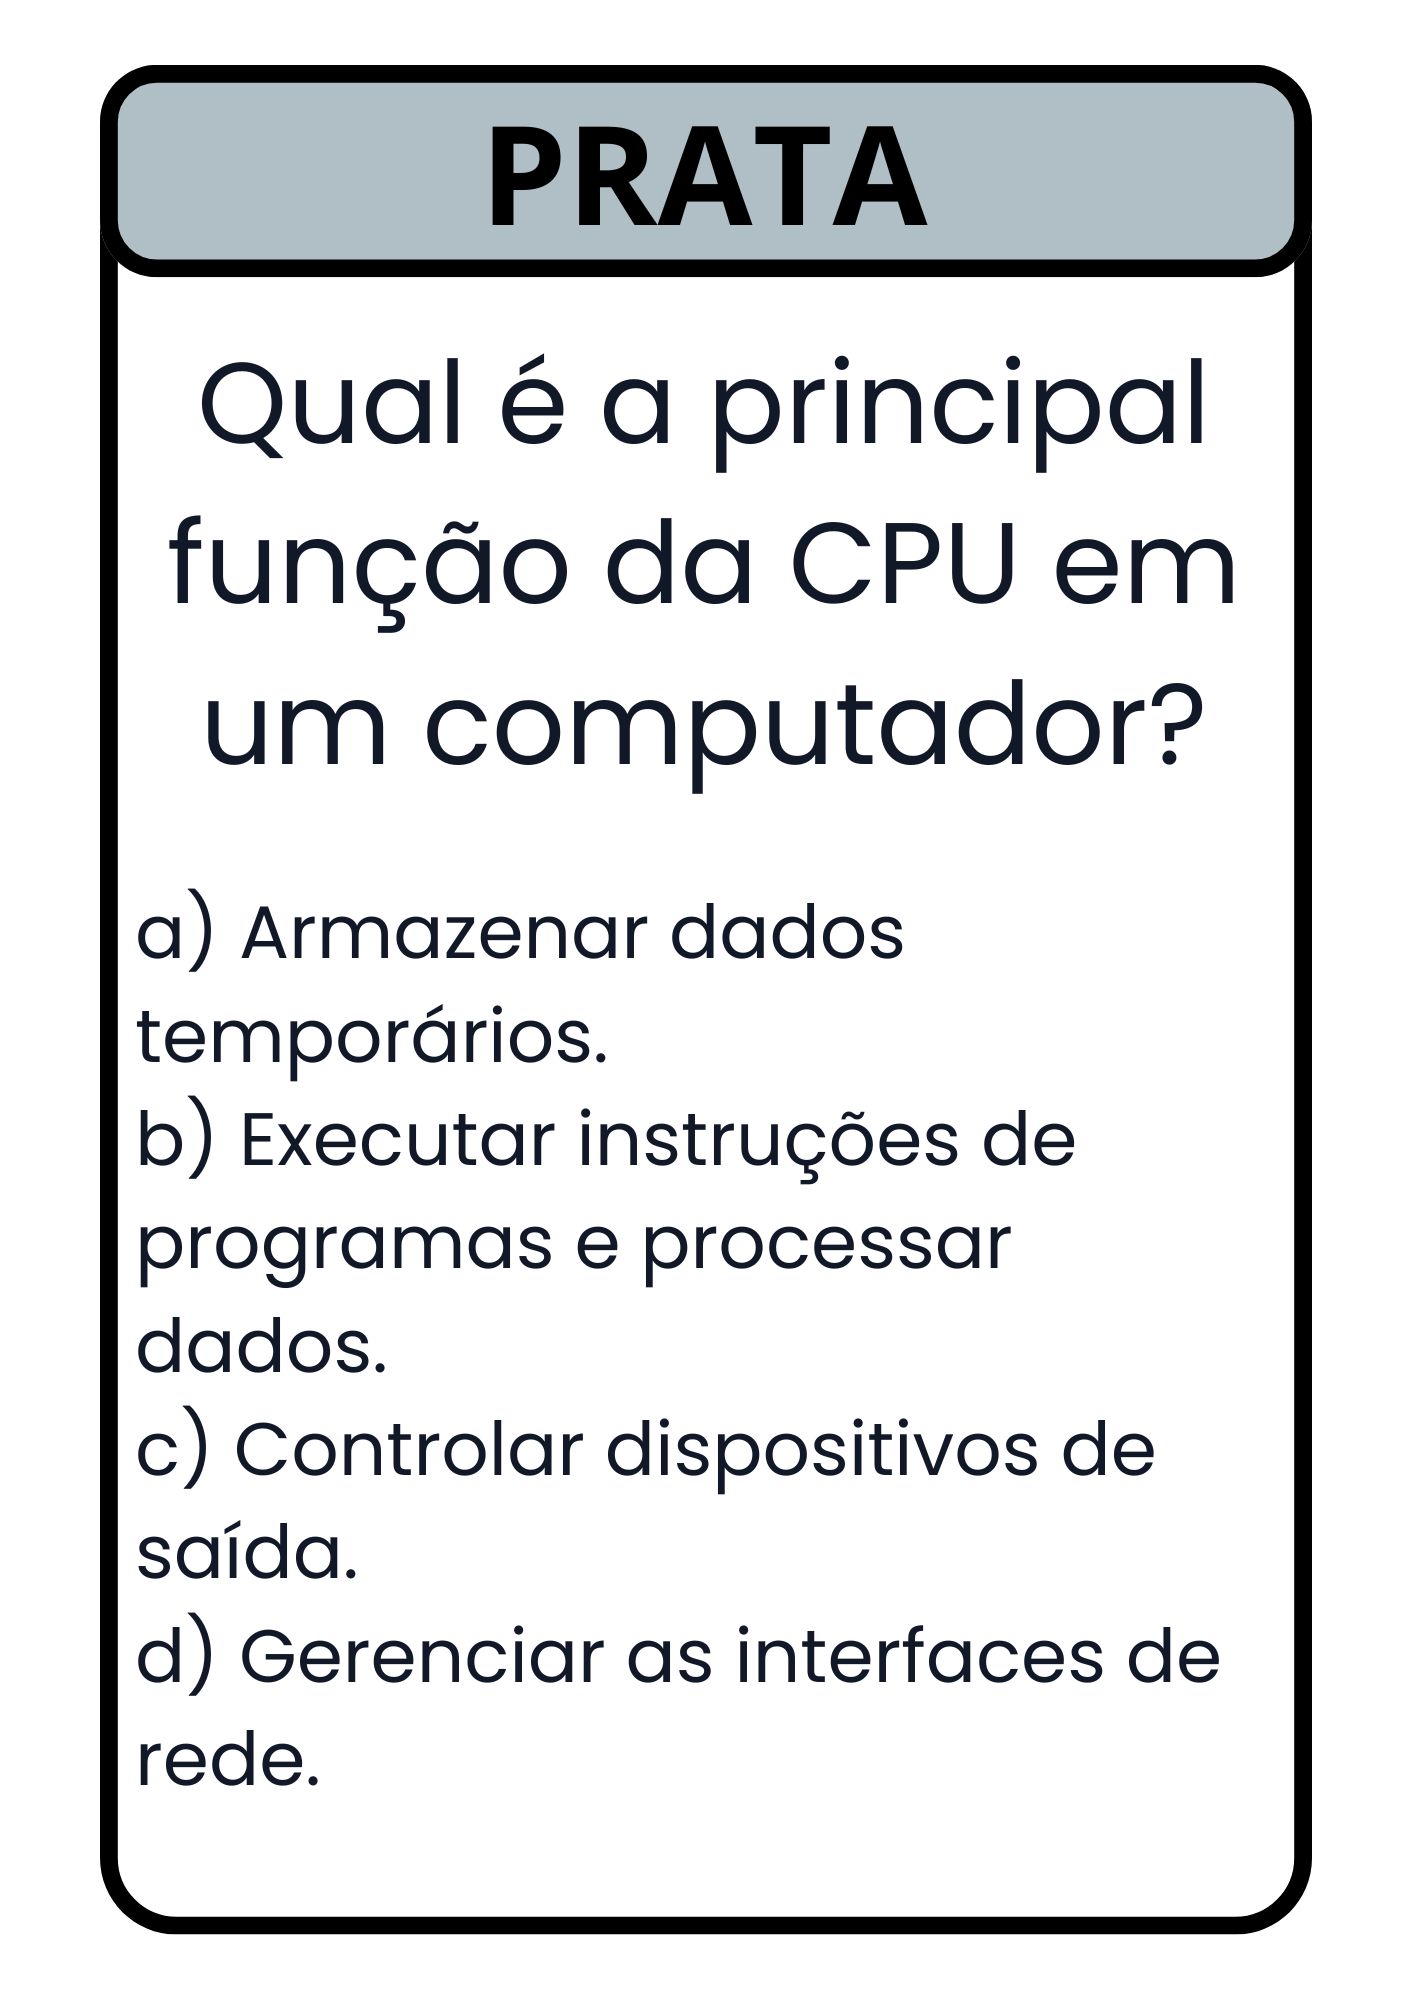 PRATA
Qual é a principal
função da CPU em
um computador?
a) Armazenar dados
temporários.
b) Executar instruções de
programas e processar
dados.
c) Controlar dispositivos de
saída.
d) Gerenciar as interfaces de
rede.